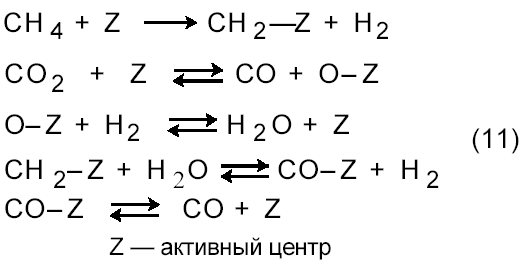 CH4 + Z ⟶ CH2—Z + H2
CO2 + Z ⇄ CO + O–Z
O–Z + H2 ⇄ H2O + Z
(11)
CH2–Z + H2O ⇄ CO–Z + H2
CO–Z ⇄ CO + Z
Z — активный центр